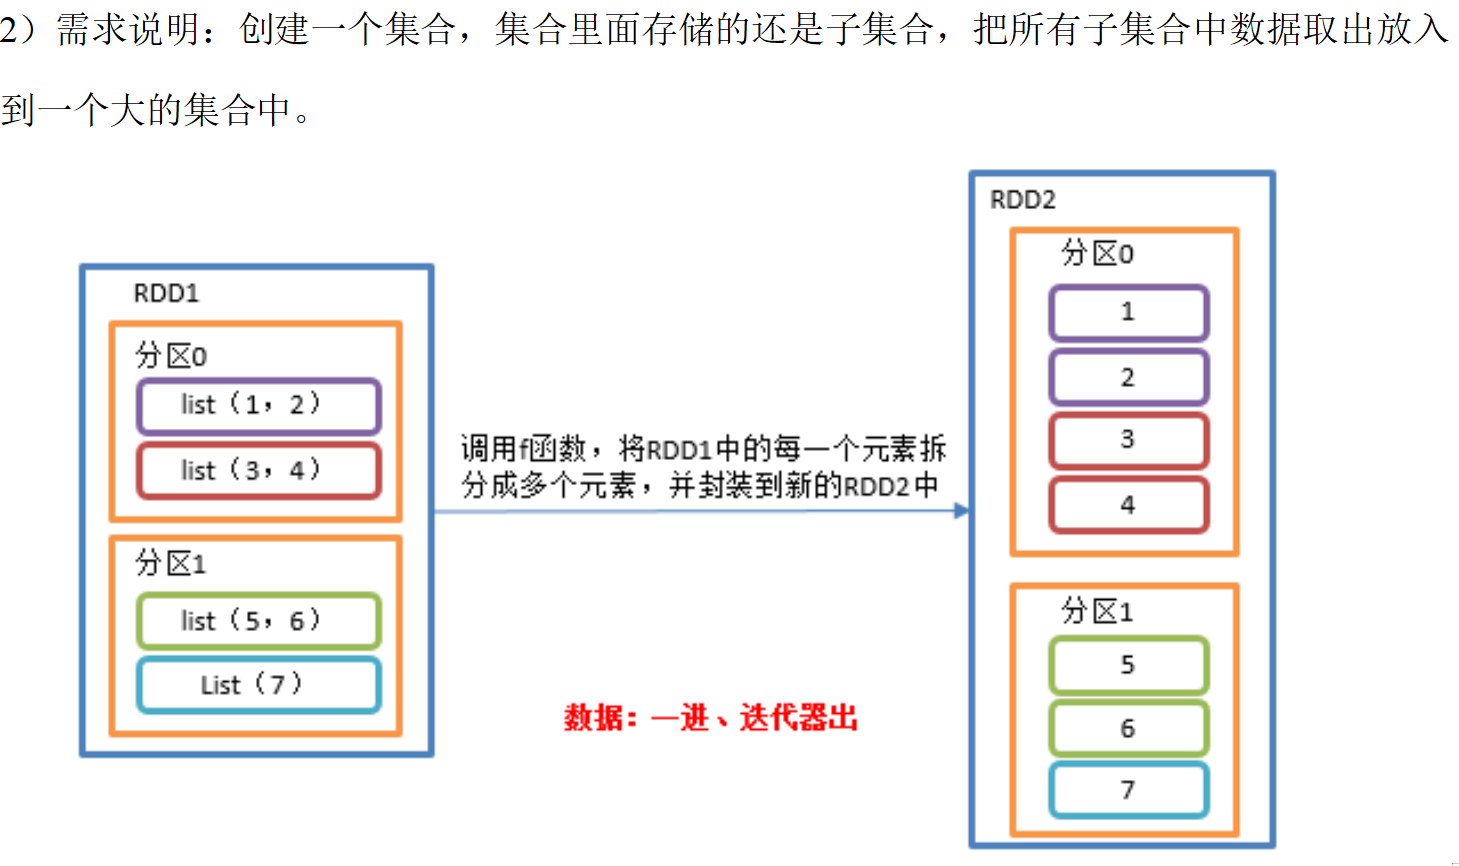 2）需求说明：创建一个集合，集合里面存储的还是子集合，把所有子集合中数据取出放入
到一个大的集合中。
RDD1
分区0
list（1，2）
list（3，4）
分区1
list（5，6）
List（7）
调用f函数，将RDD1中的每一个元素拆
分成多个元素，并封装到新的RDD2中
数据：一进、迭代器出
RDD2
分区0
1
2
3
4
分区1
5
6
7